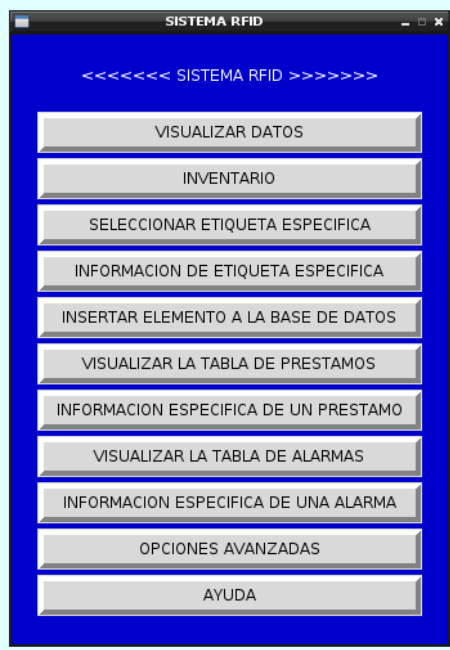 SISTEMA RFID
<<<<<<< SISTEMA RFID >>>>>>>
VISUALIZAR DATOS
INVENTARIO
SELECCIONAR ETIQUETA ESPECIFICA
INFORMACION DE ETIQUETA ESPECIFICA
INSERTAR ELEMENTO A LA BASE DE DATOS
VISUALIZAR LA TABLA DE PRESTAMOS
INFORMACION ESPECIFICA DE UN PRESTAMO
VISUALIZAR LA TABLA DE ALARMAS
INFORMACION ESPECIFICA DE UNA ALARMA
OPCIONES AVANZADAS
AYUDA